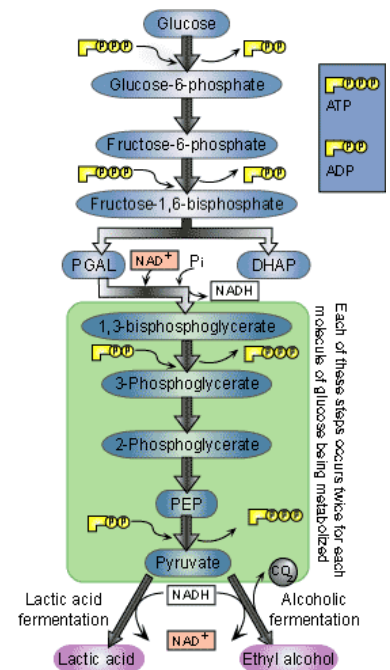 Glucose
P P P
P P
Glucose-6-phosphate
Fructose-6-phosphate
P P P
P P
Fructose-1,6-bisphosphate
P P P
ATP
P P
ADP
PGAL
NAD+
Pi
DHAP
NADH
1,3-bisphosphoglycerate
P P
P P P
3-Phosphoglycerate
2-Phosphoglycerate
PEP
P P
P P P
Pyruvate
Each of these steps occurs twice for each
molecule of glucose being metabolized
CO2
Lactic acid
fermentation
NADH
Alcoholic
fermentation
NAD+
Lactic acid
Ethyl alcohol